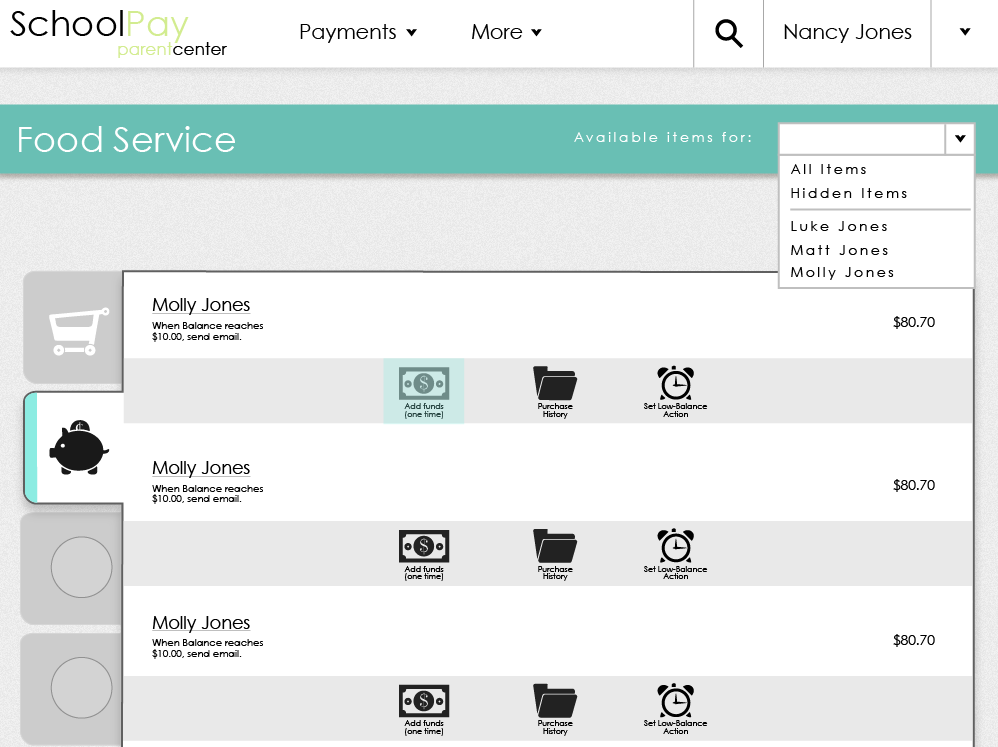 SchoolPay
parentcenter
Payments
More
Nancy Jones
Food Service
Available items for:
All Items
Hidden Items
Luke Jones
Matt Jones
Molly Jones
Molly Jones
When Balance reaches
$10.00, send email.
$80.70
$
Add funds
(one time)
Purchase
History
Set Low-Balance
Action
Molly Jones
When Balance reaches
$10.00, send email.
$80.70
$
Add funds
(one time)
Purchase
History
Set Low-Balance
Action
Molly Jones
When Balance reaches
$10.00, send email.
$80.70
$
Add funds
(one time)
Purchase
History
Set Low-Balance
Action